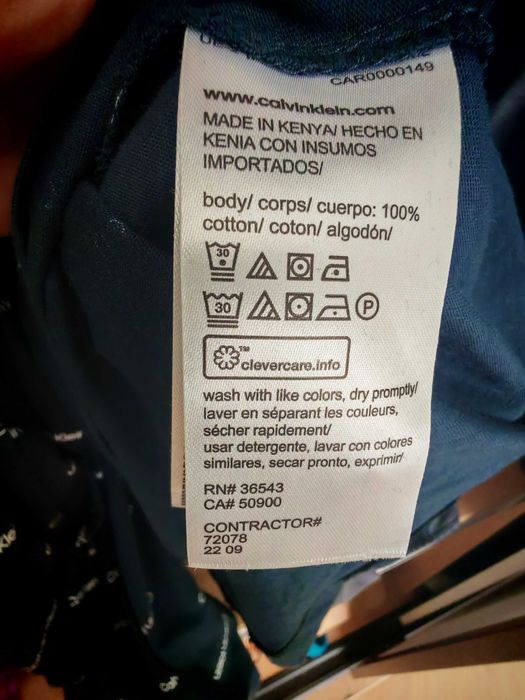 CAR0000149
www.calvinklein.com
MADE IN KENYA/ HECHO EN
KENIA CON INSUMOS
IMPORTADOS/
body/ corps/ cuerpo: 100%
cotton/ coton/ algodón/
30
30 P
clevercare.info™
wash with like colors, dry promptly/
laver en séparant les couleurs,
sécher rapidement/
usar detergente, lavar con colores
similares, secar pronto, exprimir/
RN# 36543
CA# 50900
CONTRACTOR#
72078
22 09